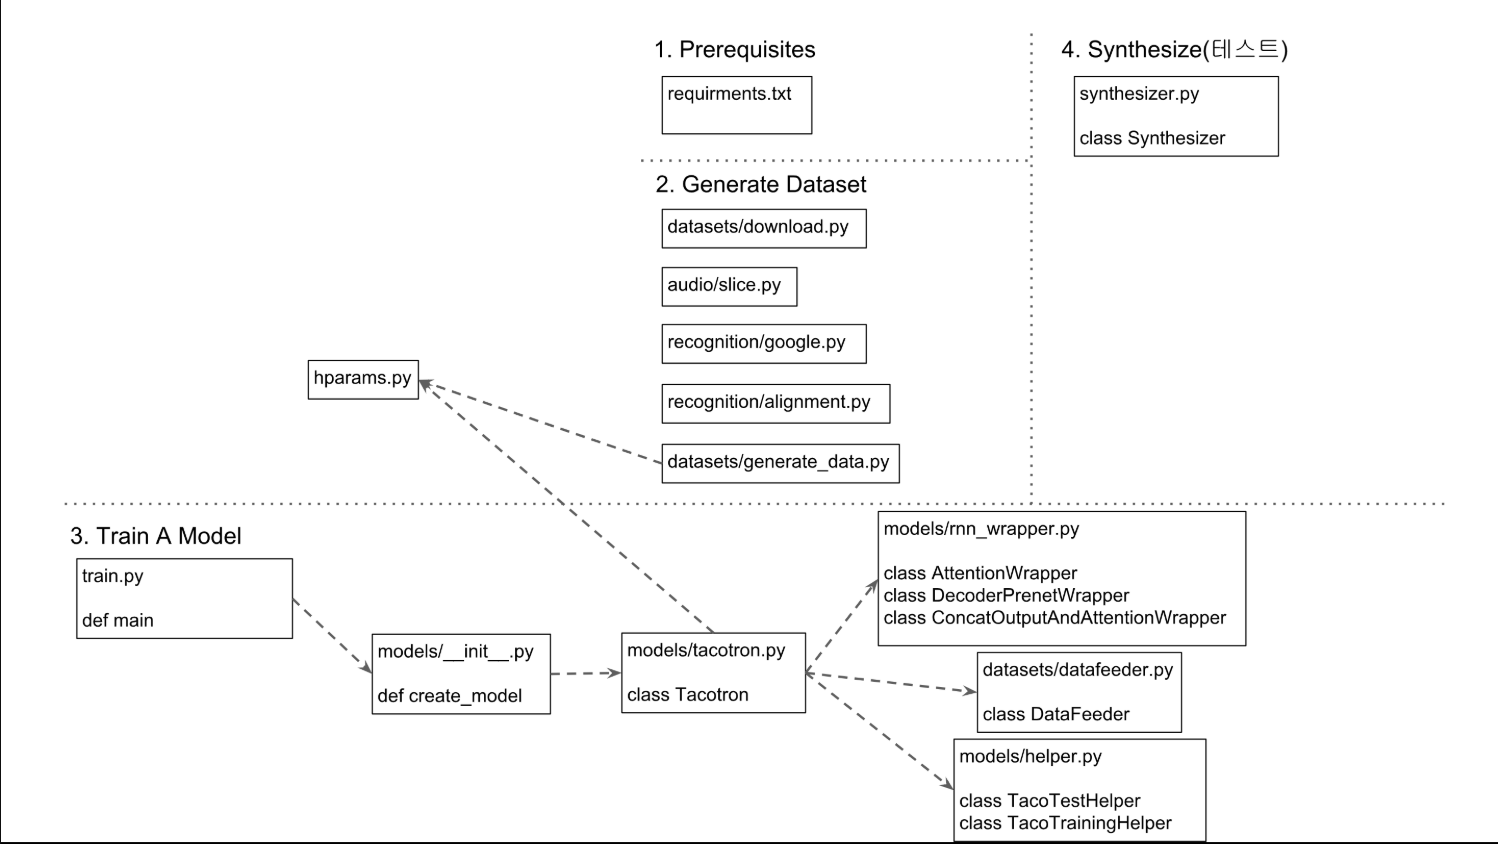 1. Prerequisites
requirments.txt
2. Generate Dataset
datasets/download.py
audio/slice.py
recognition/google.py
recognition/alignment.py
datasets/generate_data.py
hparams.py
4. Synthesize(테스트)
synthesizer.py
class Synthesizer
3. Train A Model
train.py
def main
models/__init__.py
def create_model
models/tacotron.py
class Tacotron
models/rnn_wrapper.py
class AttentionWrapper
class DecoderPrenetWrapper
class ConcatOutputAndAttentionWrapper
datasets/datafeeder.py
class DataFeeder
models/helper.py
class TacoTestHelper
class TacoTrainingHelper